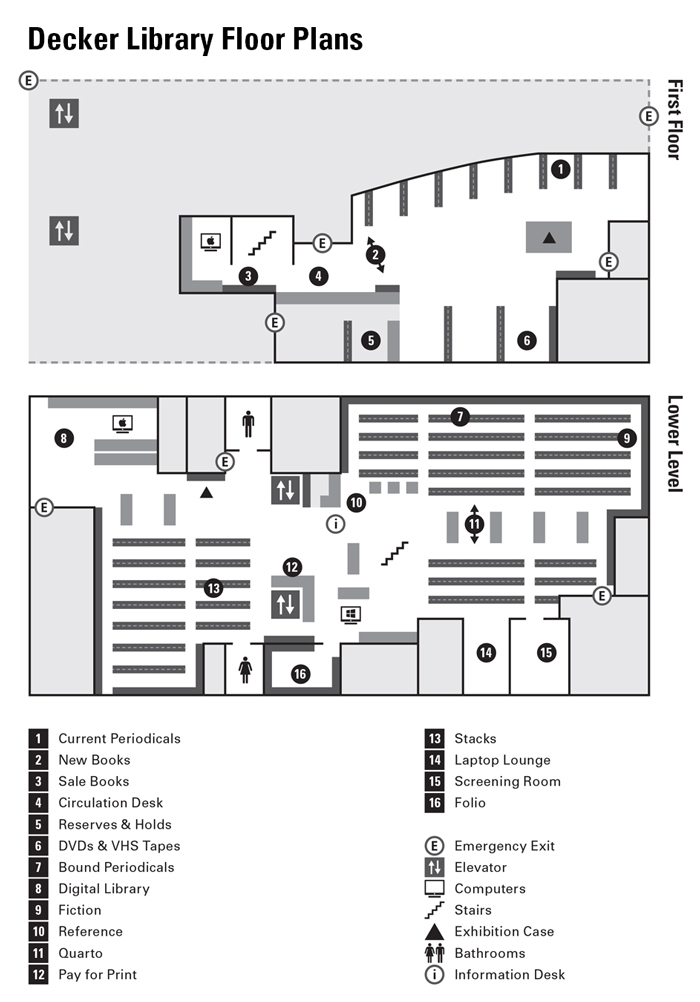 Decker Library Floor Plans
First Floor
E
E
1
E
2
E
3
4
E
5
6
Lower Level
7
8
9
E
10
E
i
11
12
13
E
14
15
16
1 Current Periodicals
2 New Books
3 Sale Books
4 Circulation Desk
5 Reserves & Holds
6 DVDs & VHS Tapes
7 Bound Periodicals
8 Digital Library
9 Fiction
10 Reference
11 Quarto
12 Pay for Print
13 Stacks
14 Laptop Lounge
15 Screening Room
16 Folio
E Emergency Exit
Elevator
Computers
Stairs
Exhibition Case
Bathrooms
i Information Desk